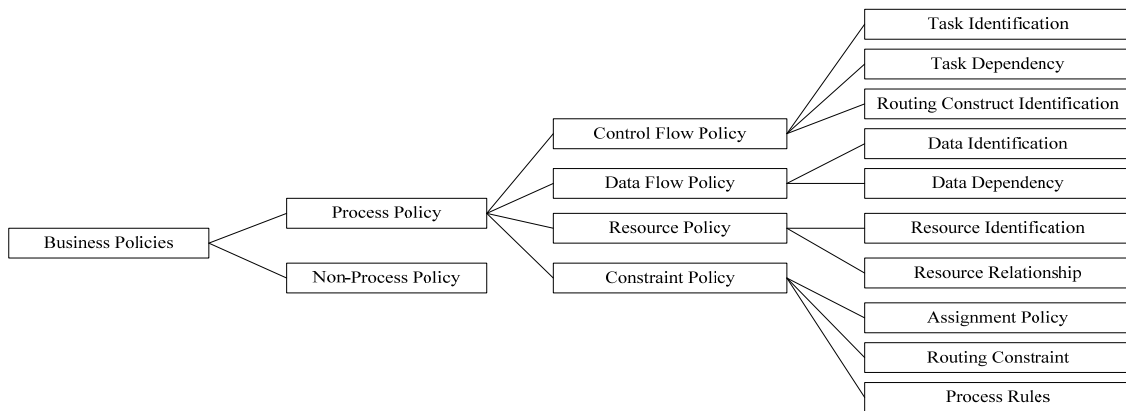 Business Policies
Process Policy
Non-Process Policy
Control Flow Policy
Data Flow Policy
Resource Policy
Constraint Policy
Task Identification
Task Dependency
Routing Construct Identification
Data Identification
Data Dependency
Resource Identification
Resource Relationship
Assignment Policy
Routing Constraint
Process Rules